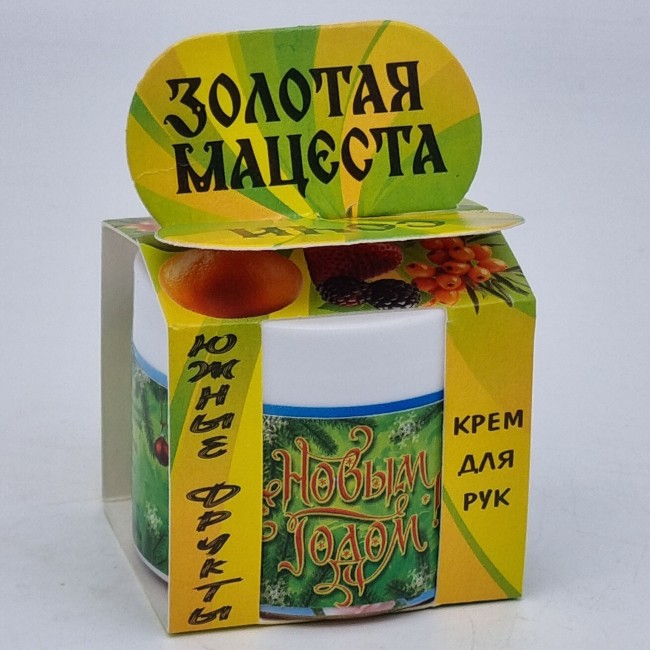 ЗОЛОТАЯ
МАЦЕСТА
ЮЖНЫЕ ФРУКТЫ
Новым
Годом!
КРЕМ
ДЛЯ
РУК